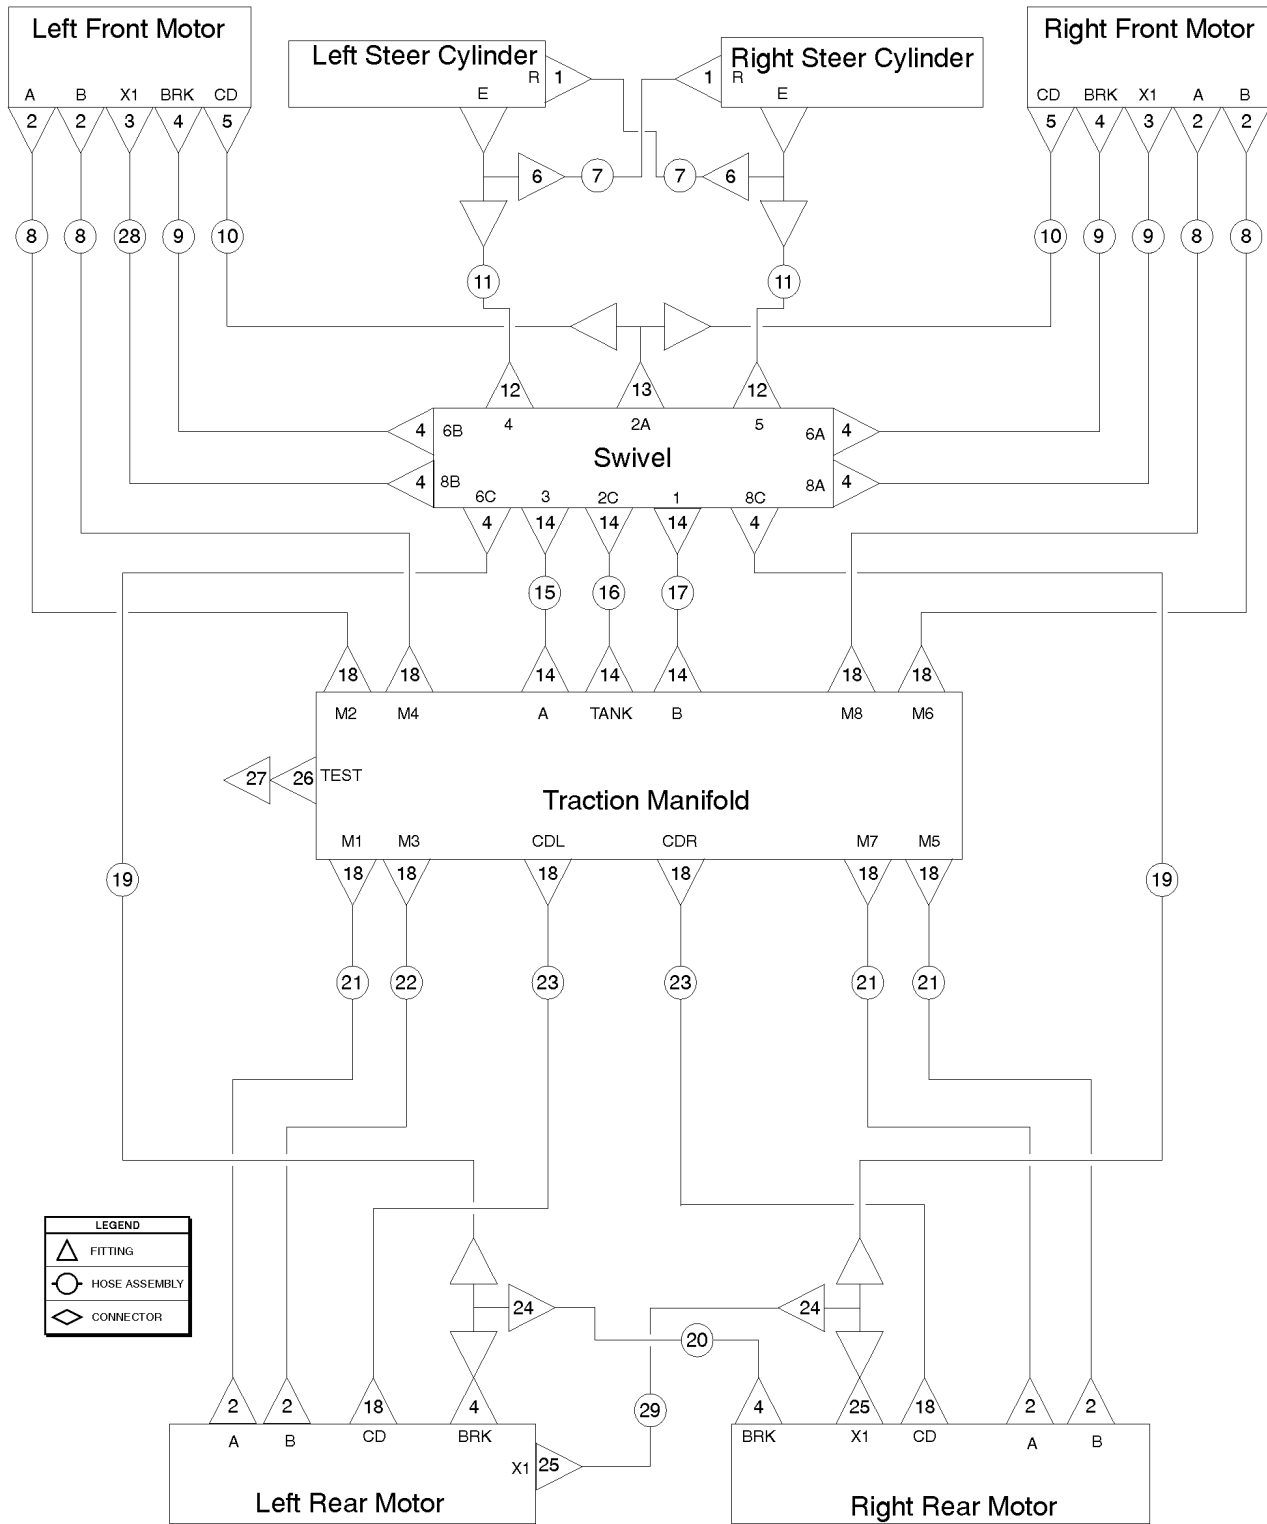 Left Front Motor
Left Steer Cylinder
Right Steer Cylinder
Right Front Motor
R 1
1 R
E
E
A B X1 BRK CD
CD BRK X1 A B
2 2 3 4 5
5 4 3 2 2
6 7
7 6
8 8 28 9 10
10 9 9 8 8
11
11
12 13 12
4 2A 5
4 6B
6A 4
Swivel
4 8B
8A 4
6C 3 2C 1 8C
4 14 14 14 4
15 16 17
18 18 14 14 14 18 18
M2 M4 A TANK B M8 M6
27 26 TEST
Traction Manifold
M1 M3 CDL CDR M7 M5
18 18 18 18 18 18
19
19
21 22 23 23 21 21
LEGEND
FITTING
HOSE ASSEMBLY
CONNECTOR
24
24
20
2 2 18 4
29
4 25 18 2 2
A B CD BRK
BRK X1 CD A B
X1 25
Left Rear Motor
Right Rear Motor